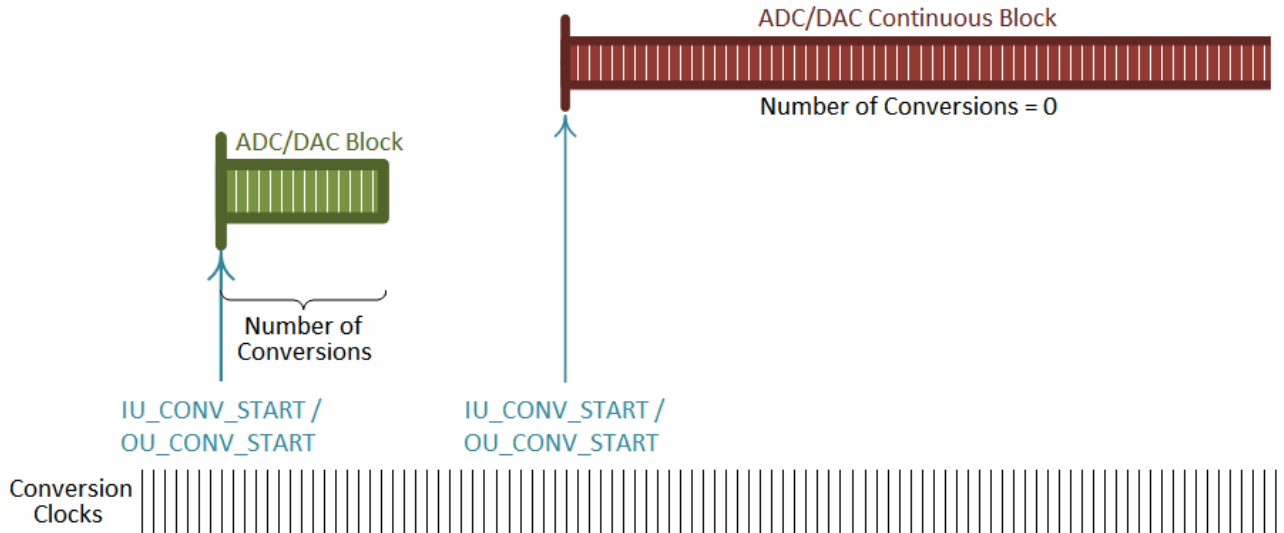 ADC/DAC Continuous Block
Number of Conversions = 0
ADC/DAC Block
Number of
Conversions
IU_CONV_START /
OU_CONV_START
IU_CONV_START /
OU_CONV_START
Conversion
Clocks